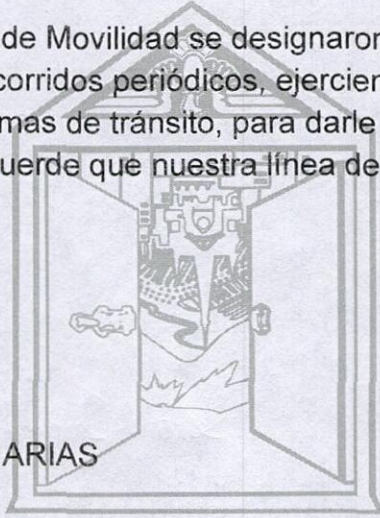 de Movilidad se designaron
corridos periódicos, ejercien
mas de tránsito, para darle
uerde que nuestra línea de
ARIAS